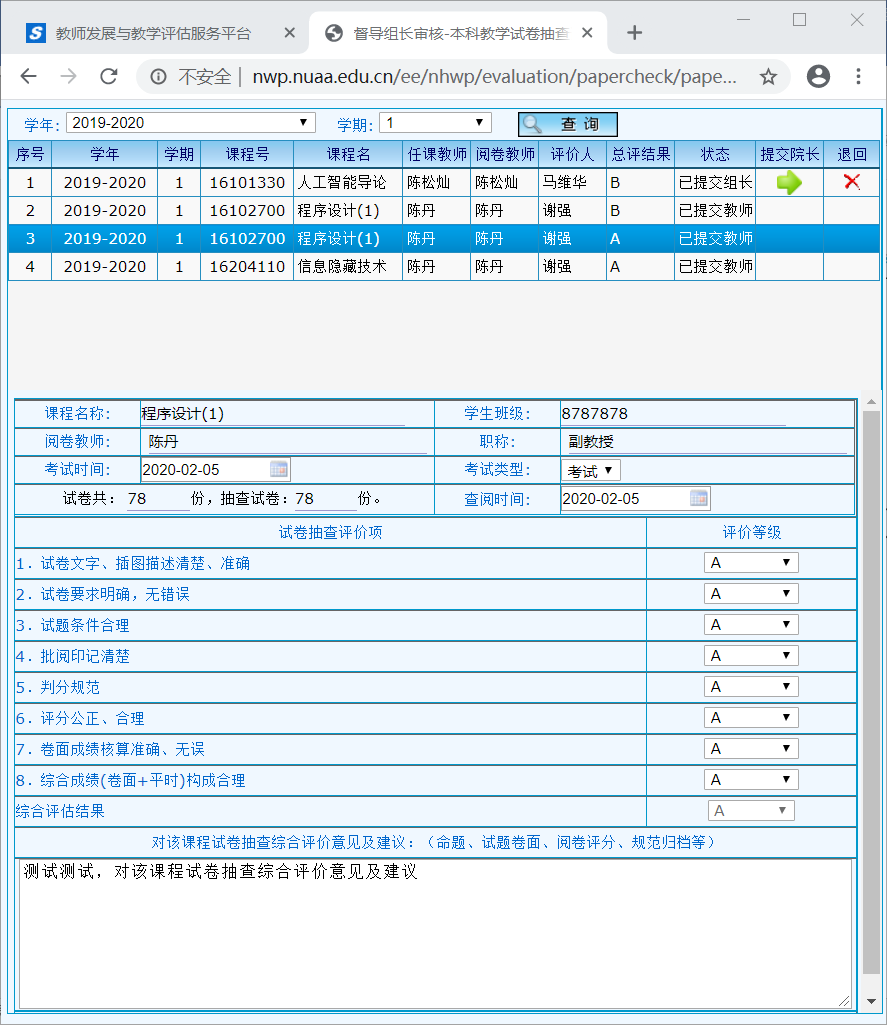 教师发展与教学评估服务平台
督导组长审核-本科教学试卷抽查
不安全 | nwp.nuaa.edu.cn/ee/nhwp/evaluation/papercheck/pape...
学年: 2019-2020 学期: 1 查 询
序号 学年 学期 课程号 课程名 任课教师 阅卷教师 评价人 总评结果 状态 提交院长 退回
1 2019-2020 1 16101330 人工智能导论 陈松灿 陈松灿 马维华 B 已提交组长
2 2019-2020 1 16102700 程序设计(1) 陈丹 陈丹 谢强 B 已提交教师
3 2019-2020 1 16102700 程序设计(1) 陈丹 陈丹 谢强 A 已提交教师
4 2019-2020 1 16204110 信息隐藏技术 陈丹 陈丹 谢强 A 已提交教师
课程名称: 程序设计(1) 学生班级: 8787878
阅卷教师: 陈丹 职称: 副教授
考试时间: 2020-02-05 考试类型: 考试
试卷共: 78 份，抽查试卷：78 份。 查阅时间: 2020-02-05
试卷抽查评价项 评价等级
1. 试卷文字、插图描述清楚、准确 A
2. 试卷要求明确，无错误 A
3. 试题条件合理 A
4. 批阅印记清楚 A
5. 判分规范 A
6. 评分公正、合理 A
7. 卷面成绩核算准确、无误 A
8. 综合成绩(卷面+平时)构成合理 A
综合评估结果 A
对该课程试卷抽查综合评价意见及建议：（命题、试题卷面、阅卷评分、规范归档等）
测试测试，对该课程试卷抽查综合评价意见及建议